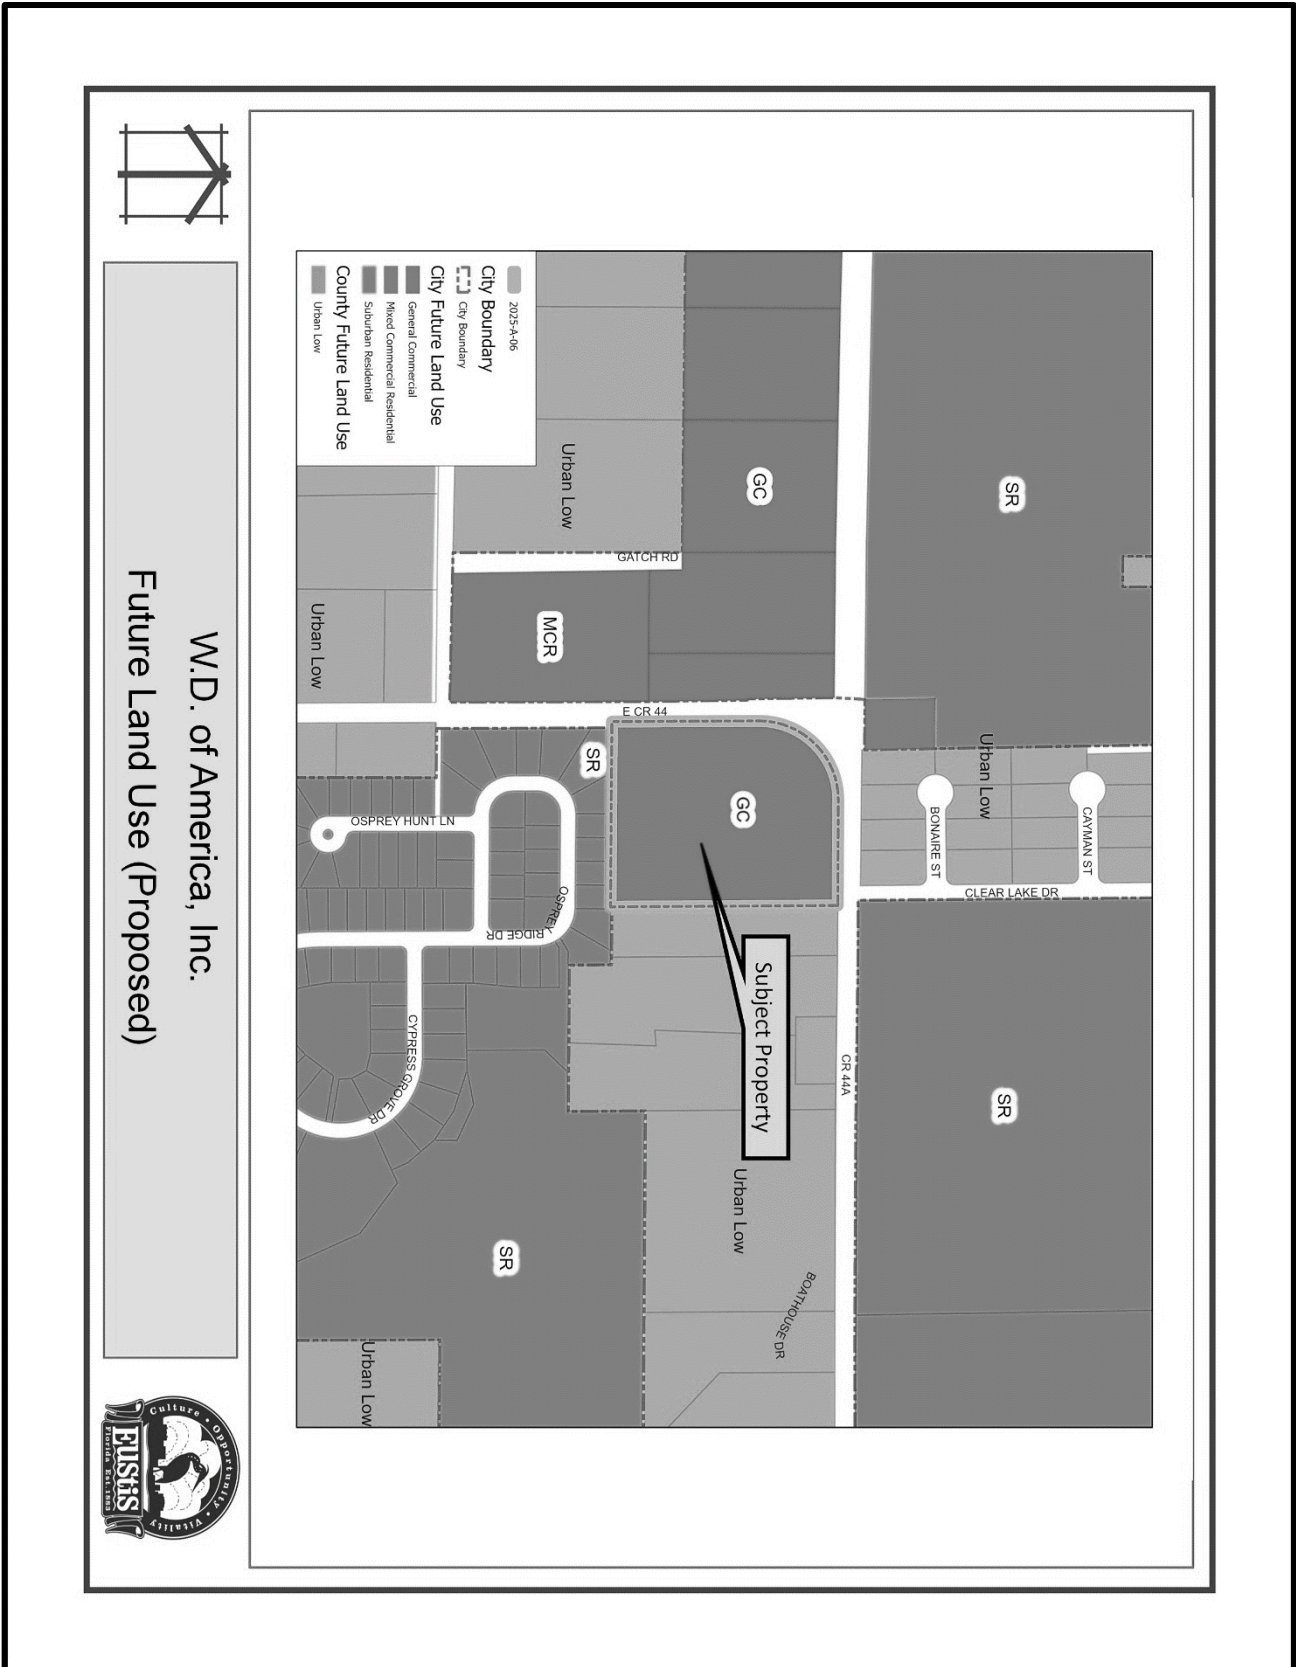 SR
SR
CAYMAN ST
Urban Low
BONAIRE ST
CLEAR LAKE DR
CR 44A
GC
GC
Subject Property
Urban Low
BOATHOUSE DR
Urban Low
GATCH RD
MCR
E CR 44
SR
OSPREY HUNT LN
OSPREY RIDGE DR
CYPRESS GROVE DR
SR
Urban Low
Urban Low
2025-A-06
City Boundary
City Boundary
City Future Land Use
General Commercial
Mixed Commercial Residential
Suburban Residential
County Future Land Use
Urban Low
W.D. of America, Inc.
Future Land Use (Proposed)
Culture • Opportunity • Vitality
EUSTIS
Florida Est. 1883